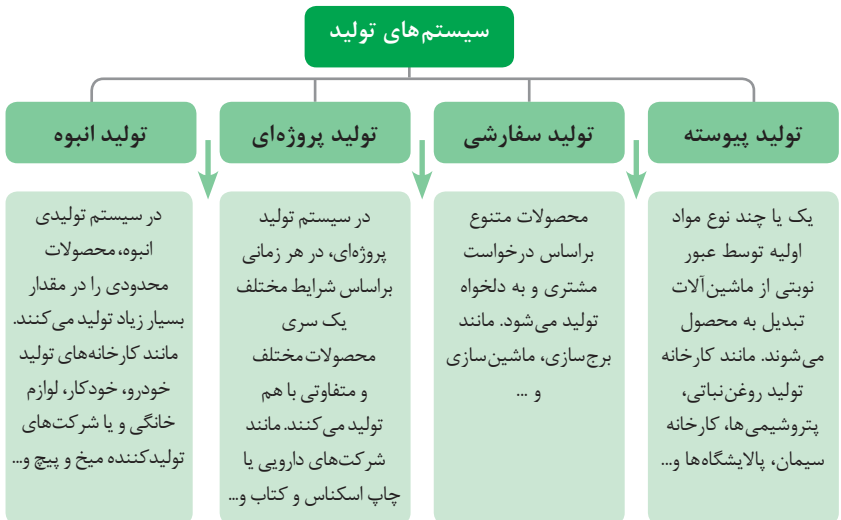 سیستم‌های تولید
تولید پیوسته
یک یا چند نوع مواد
اولیه توسط عبور
نوبتی از ماشین‌آلات
تبدیل به محصول
می‌شوند. مانند کارخانه
تولید روغن‌نباتی،
پتروشیمی‌ها، کارخانه
سیمان، پالایشگاه‌ها و...
تولید سفارشی
محصولات متنوع
براساس درخواست
مشتری و به دلخواه
تولید می‌شود. مانند
برج‌سازی، ماشین‌سازی
و ...
تولید پروژه‌ای
در سیستم تولید
پروژه‌ای، در هر زمانی
براساس شرایط مختلف
یک سری
محصولات مختلف
و متفاوتی با هم
تولید می‌کنند. مانند
شرکت‌های دارویی یا
چاپ اسکناس و کتاب و...
تولید انبوه
در سیستم تولیدی
انبوه، محصولات
محدودی را در مقدار
بسیار زیاد تولید می‌کنند.
مانند کارخانه‌های تولید
خودرو، خودکار، لوازم
خانگی و یا شرکت‌های
تولیدکننده میخ و پیچ و...